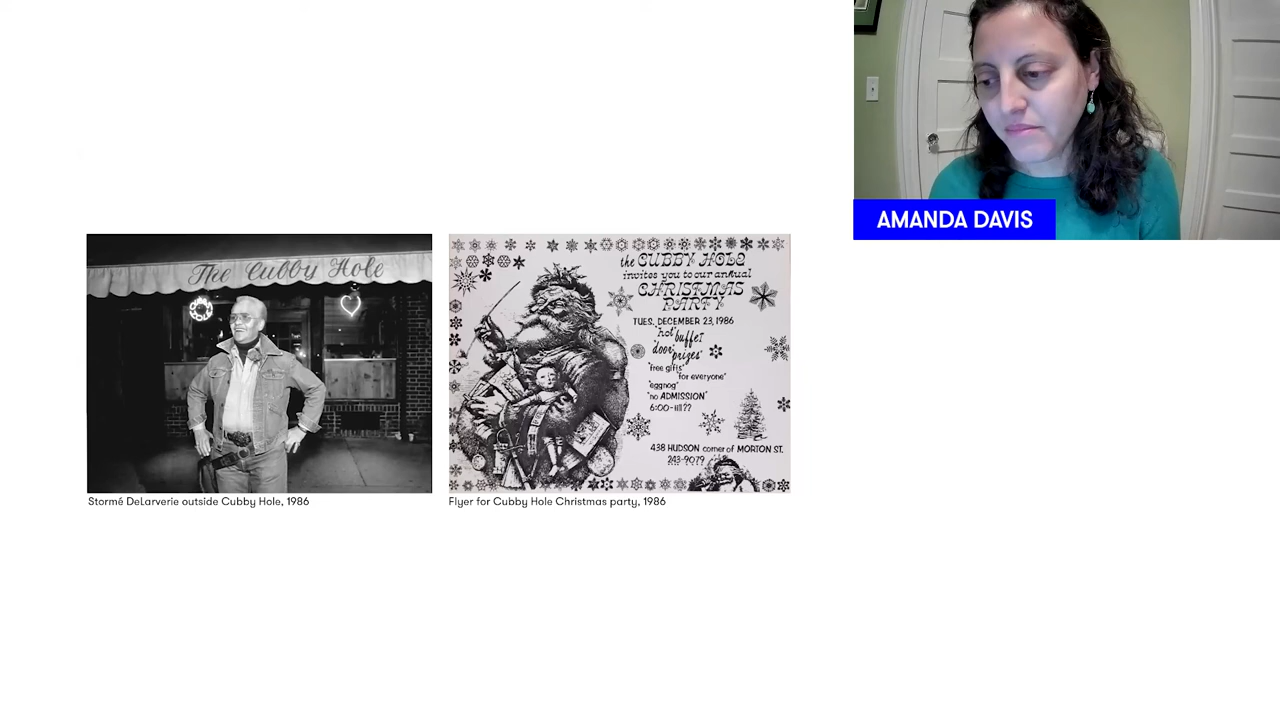 AMANDA DAVIS
The Cubby Hole
Stormé DeLarverie outside Cubby Hole, 1986
the CUBBY HOLE
invites you to our annual
CHRISTMAS
PARTY
TUES. DECEMBER 23, 1986
"hot buffet
"door prizes"
"free gifts"
"for everyone"
"eggnog"
"no ADMISSION"
6:00-till??
438 HUDSON corner of MORTON ST.
243-9079
Flyer for Cubby Hole Christmas party, 1986